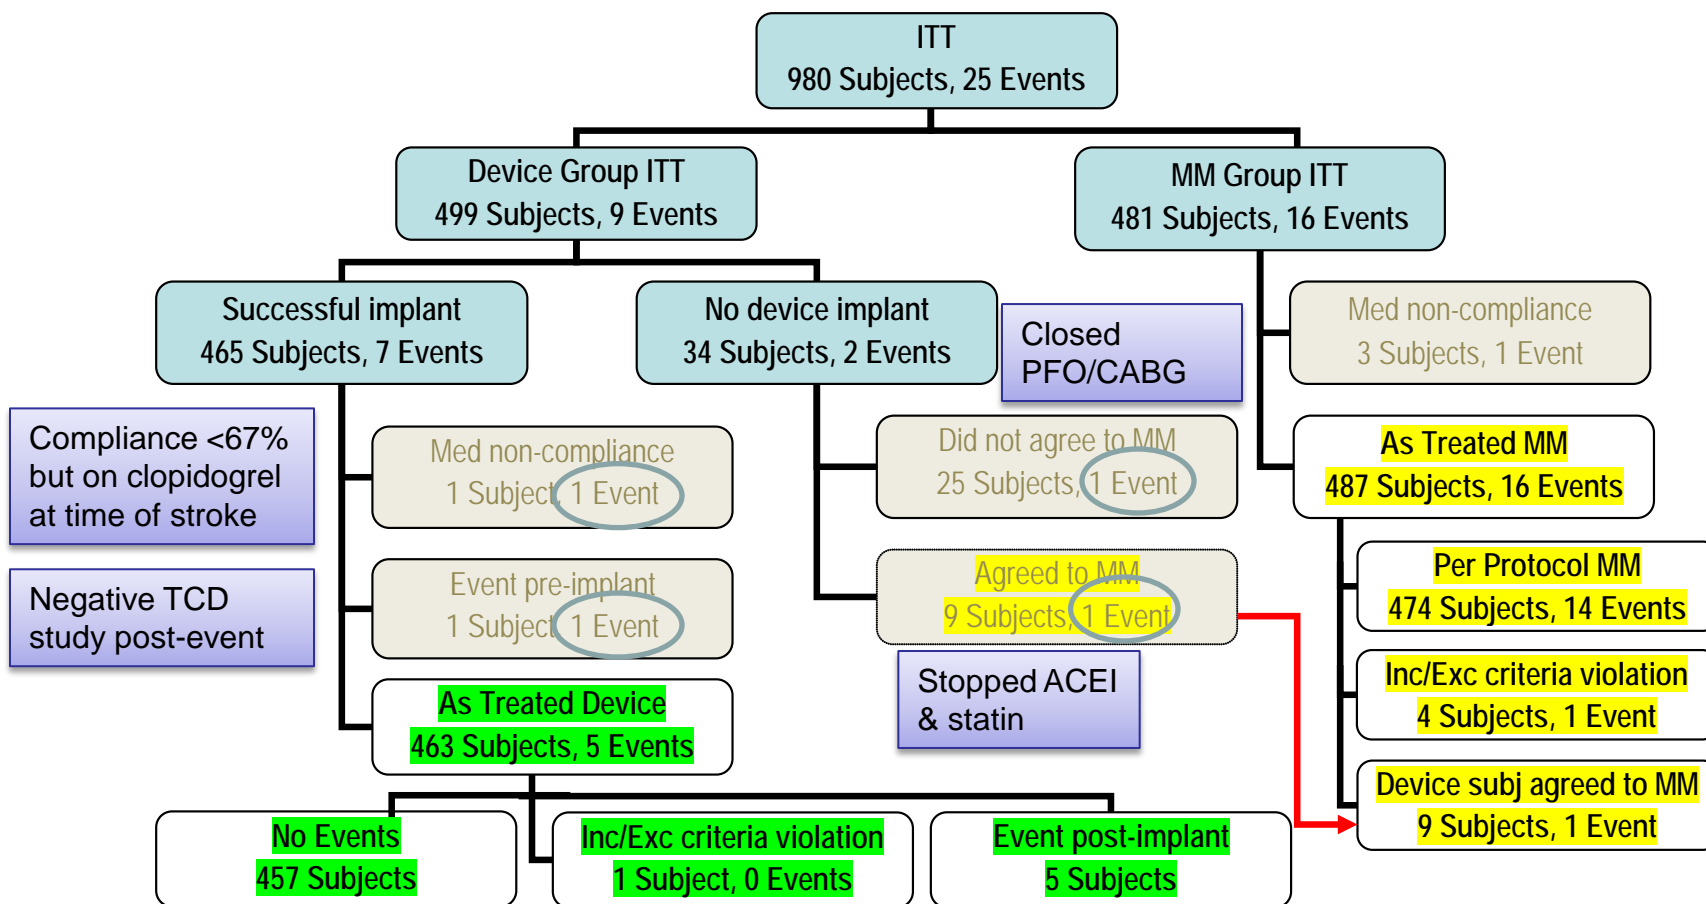 ITT
980 Subjects, 25 Events
Device Group ITT
499 Subjects, 9 Events
MM Group ITT
481 Subjects, 16 Events
Successful implant
465 Subjects, 7 Events
No device implant
34 Subjects, 2 Events
Closed
PFO/CABG
Med non-compliance
3 Subjects, 1 Event
Compliance <67%
but on clopidogrel
at time of stroke
Med non-compliance
1 Subject, 1 Event
Did not agree to MM
25 Subjects, 1 Event
As Treated MM
487 Subjects, 16 Events
Negative TCD
study post-event
Event pre-implant
1 Subject 1 Event
Agreed to MM
9 Subjects, 1 Event
Per Protocol MM
474 Subjects, 14 Events
Stopped ACEI
& statin
Inc/Exc criteria violation
4 Subjects, 1 Event
As Treated Device
463 Subjects, 5 Events
Device subj agreed to MM
9 Subjects, 1 Event
No Events
457 Subjects
Inc/Exc criteria violation
1 Subject, 0 Events
Event post-implant
5 Subjects